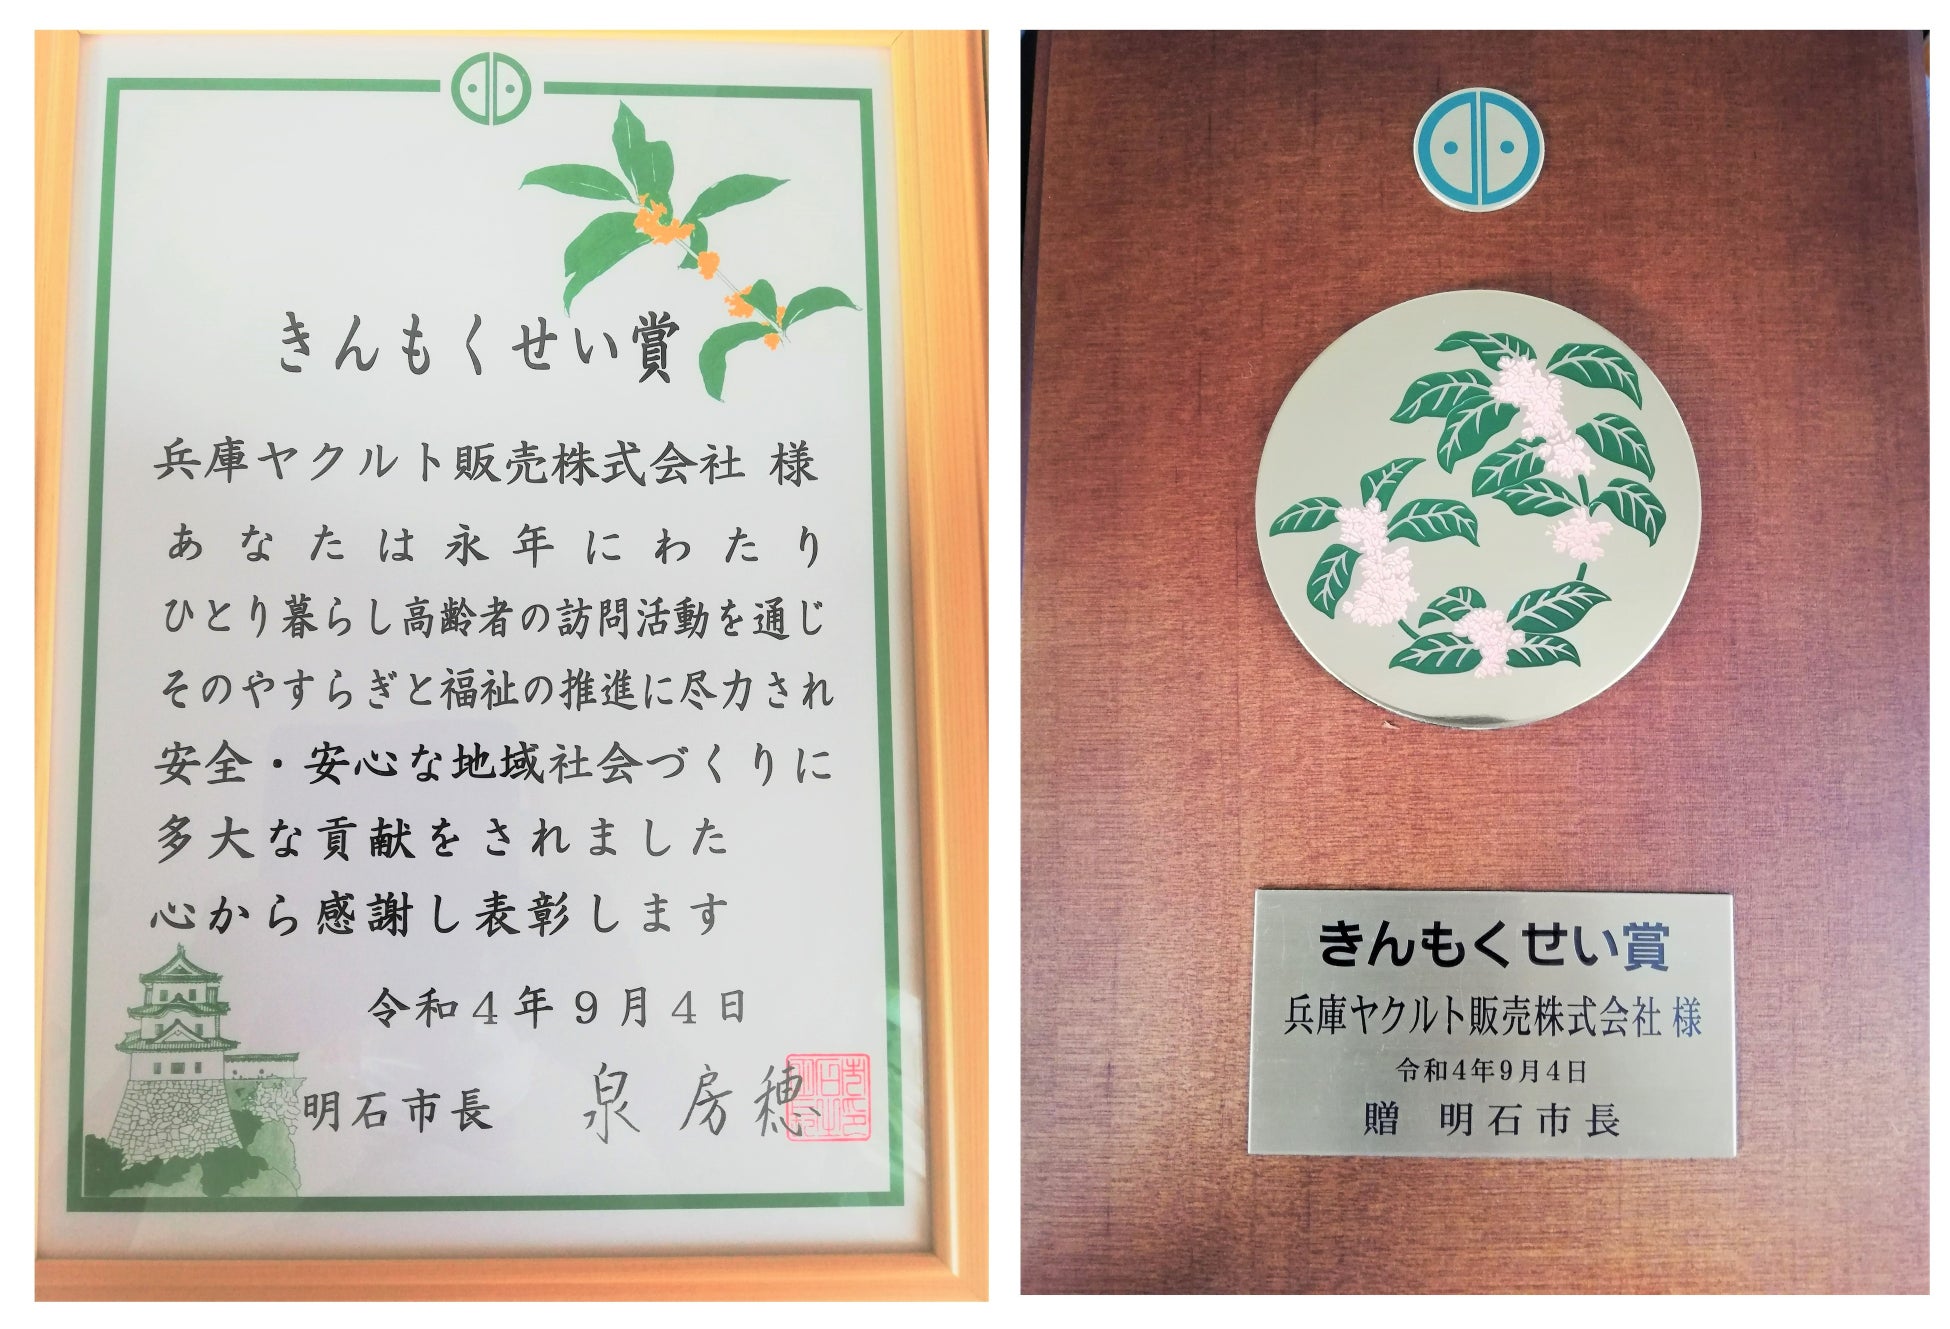 きんもくせい賞
兵庫ヤクルト販売株式会社 様
あなたは永年にわたり
ひとり暮らし高齢者の訪問活動を通じ
そのやすらぎと福祉の推進に尽力され
安全・安心な地域社会づくりに
多大な貢献をされました
心から感謝し表彰します
令和4年9月4日
明石市長 泉 房穂
きんもくせい賞
兵庫ヤクルト販売株式会社 様
令和4年9月4日
贈 明石市長